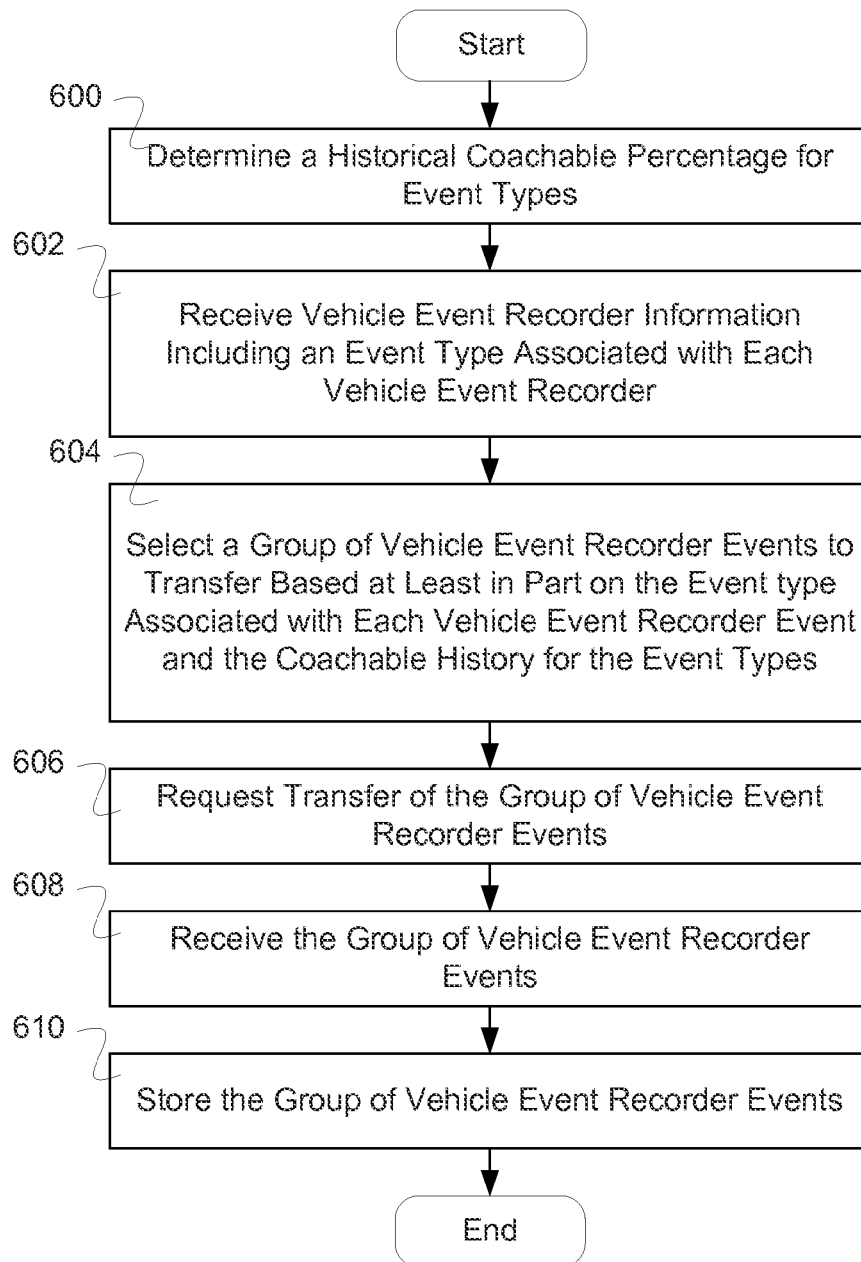 Start
600
Determine a Historical Coachable Percentage for
Event Types
602
Receive Vehicle Event Recorder Information
Including an Event Type Associated with Each
Vehicle Event Recorder
604
Select a Group of Vehicle Event Recorder Events to
Transfer Based at Least in Part on the Event type
Associated with Each Vehicle Event Recorder Event
and the Coachable History for the Event Types
606
Request Transfer of the Group of Vehicle Event
Recorder Events
608
Receive the Group of Vehicle Event Recorder
Events
610
Store the Group of Vehicle Event Recorder Events
End